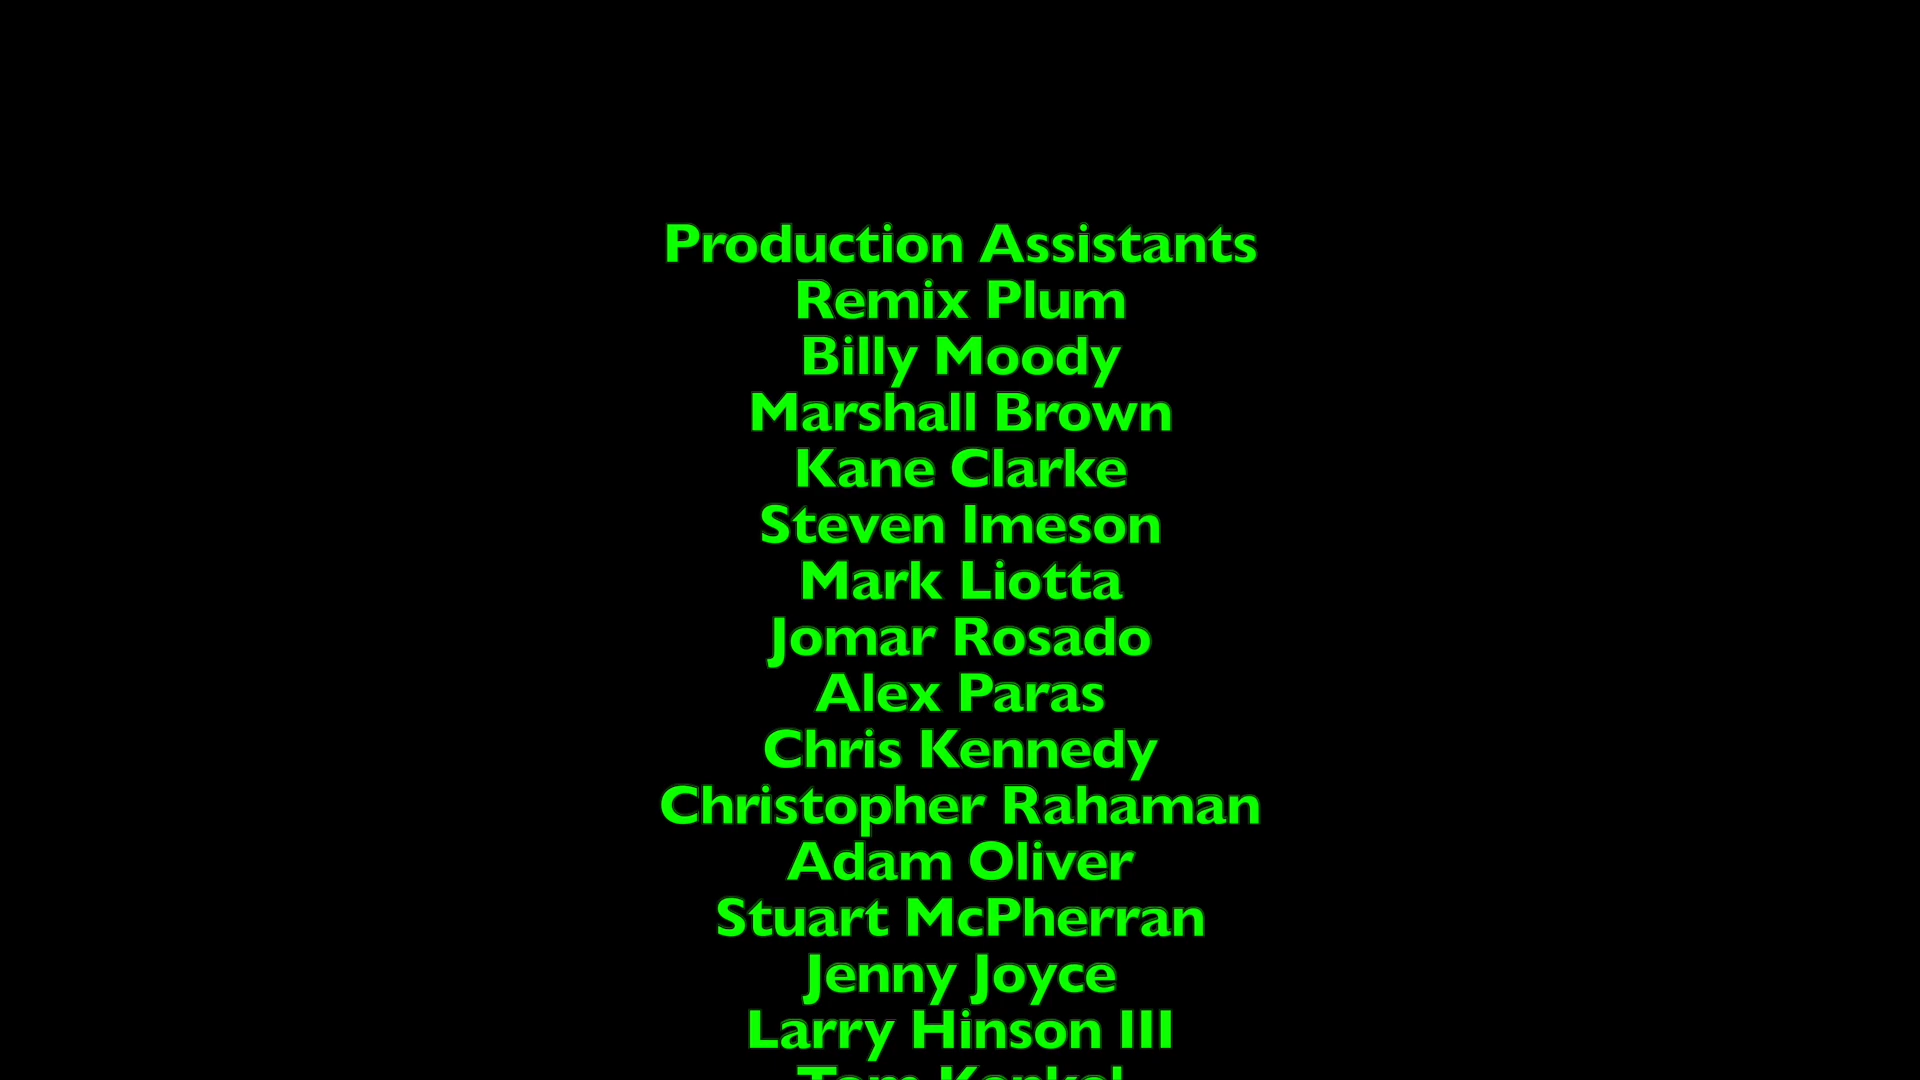 Production Assistants
Remix Plum
Billy Moody
Marshall Brown
Kane Clarke
Steven Imeson
Mark Liotta
Jomar Rosado
Alex Paras
Chris Kennedy
Christopher Rahaman
Adam Oliver
Stuart McPherran
Jenny Joyce
Larry Hinson III
Tom